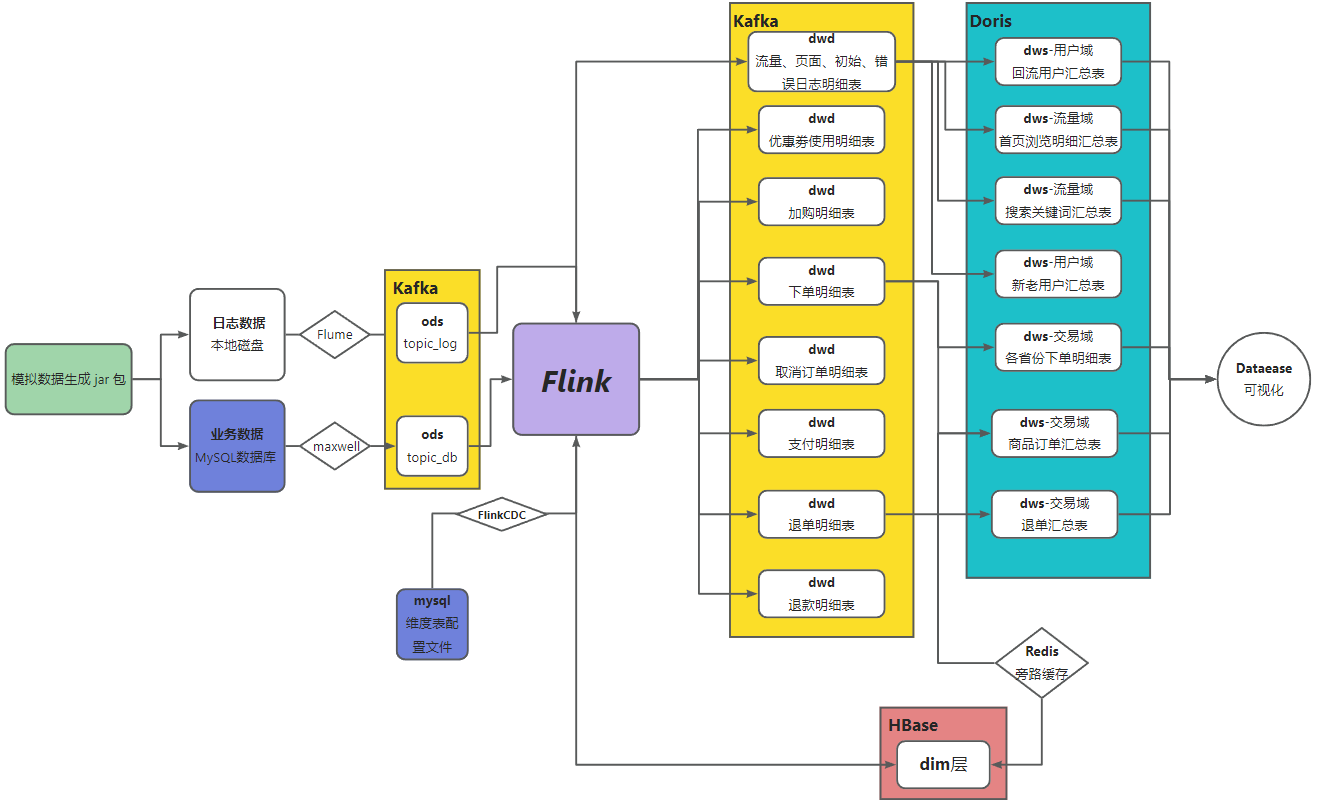 模拟数据生成 jar 包
日志数据
本地磁盘
业务数据
MySQL数据库
Flume
maxwell
Kafka
ods
topic_log
ods
topic_db
FlinkCDC
mysql
维度表配
置文件
Flink
Kafka
dwd
流量、页面、初始、错
误日志明细表
dwd
优惠劵使用明细表
dwd
加购明细表
dwd
下单明细表
dwd
取消订单明细表
dwd
支付明细表
dwd
退单明细表
dwd
退款明细表
Doris
dws-用户域
回流用户汇总表
dws-流量域
首页浏览明细汇总表
dws-流量域
搜索关键词汇总表
dws-用户域
新老用户汇总表
dws-交易域
各省份下单明细表
dws-交易域
商品订单汇总表
dws-交易域
退单汇总表
Dataease
可视化
Redis
旁路缓存
HBase
dim层